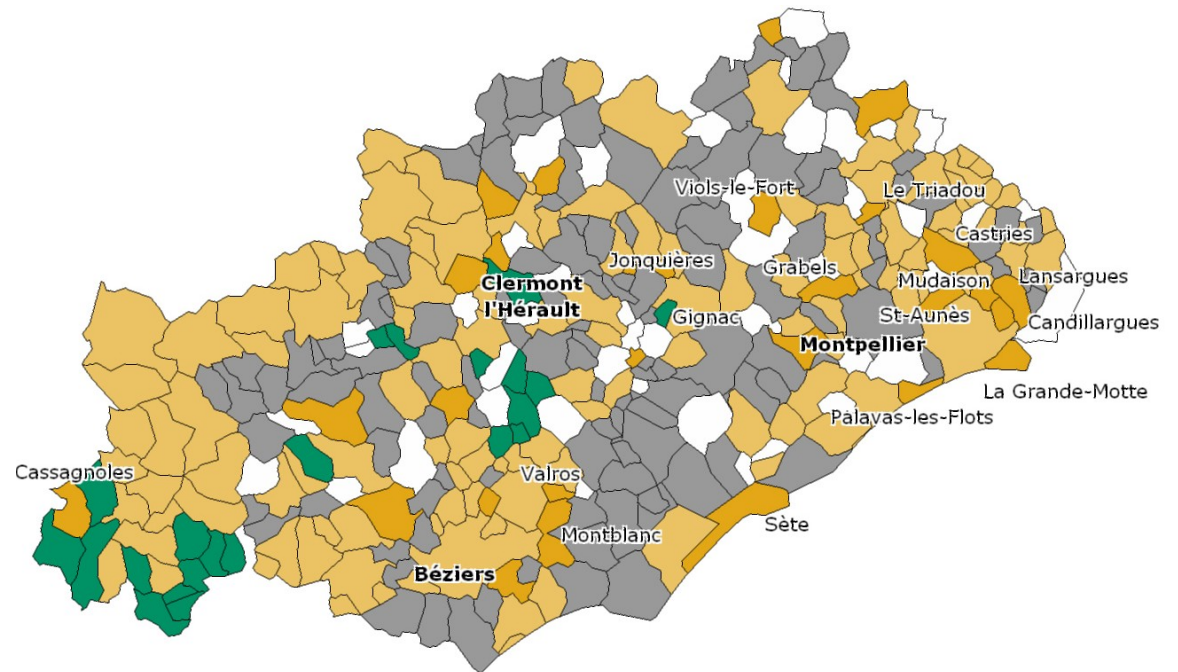 Viols-le-Fort
Le Triadou
Castries
Jonquières
Grabels
Mudaison
Lansargues
Clermont
l'Hérault
Gignac
St-Aunès
Candillargues
Montpellier
La Grande-Motte
Palavas-les-Flots
Cassagnoles
Valros
Sète
Montblanc
Béziers